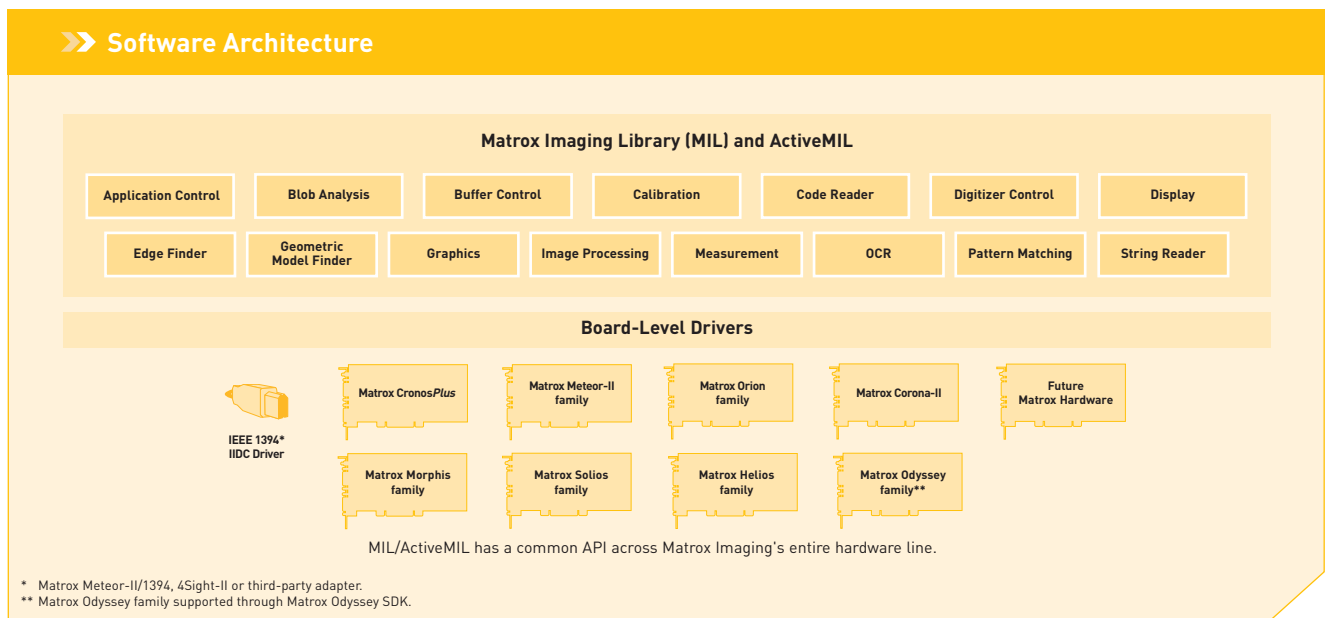 Software Architecture
Matrox Imaging Library (MIL) and ActiveMIL
Application Control
Blob Analysis
Buffer Control
Calibration
Code Reader
Digitizer Control
Display
Edge Finder
Geometric
Model Finder
Graphics
Image Processing
Measurement
OCR
Pattern Matching
String Reader
Board-Level Drivers
IEEE 1394*
IIDC Driver
Matrox CronosPlus
Matrox Meteor-II
family
Matrox Orion
family
Matrox Corona-II
Future
Matrox Hardware
Matrox Morphis
family
Matrox Solios
family
Matrox Helios
family
Matrox Odyssey
family**
MIL/ActiveMIL has a common API across Matrox Imaging's entire hardware line.
* Matrox Meteor-II/1394, 4Sight-II or third-party adapter.
** Matrox Odyssey family supported through Matrox Odyssey SDK.